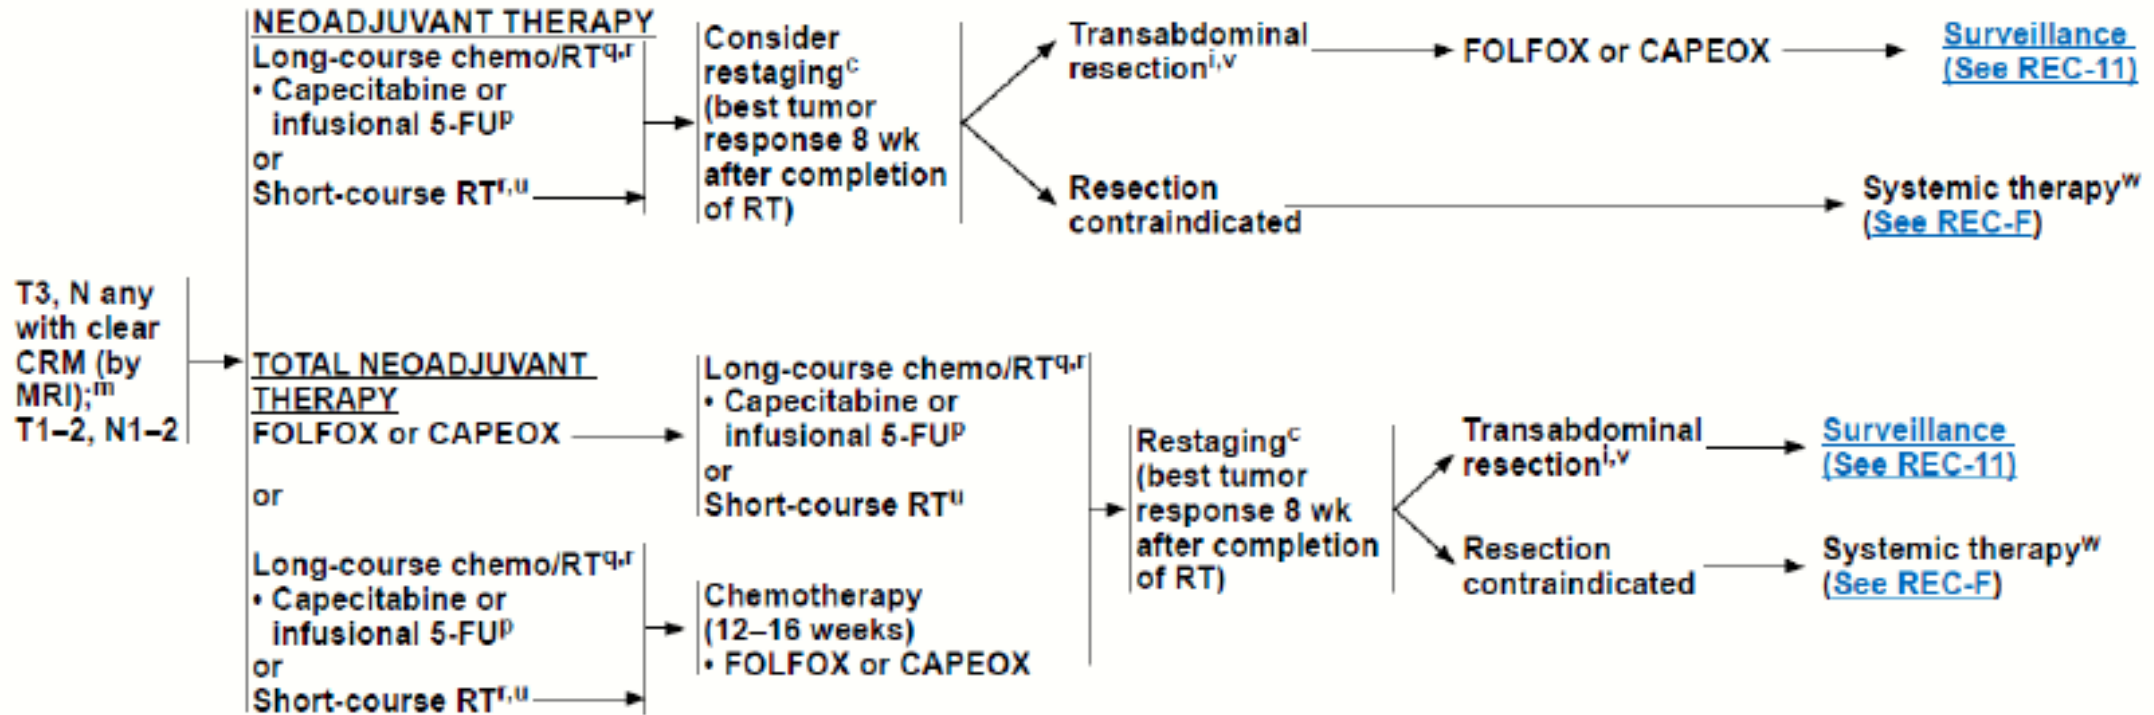 T3, N any
with clear
CRM (by
MRI);m
T1–2, N1–2
NEOADJUVANT THERAPY
Long-course chemo/RTq,r
• Capecitabine or
infusional 5-FUp
or
Short-course RTr,u
Consider
restagingc
(best tumor
response 8 wk
after completion
of RT)
Transabdominal
resectioni,v
FOLFOX or CAPEOX
Surveillance
(See REC-11)
Resection
contraindicated
Systemic therapyw
(See REC-F)
TOTAL NEOADJUVANT
THERAPY
FOLFOX or CAPEOX
or
Long-course chemo/RTq,r
• Capecitabine or
infusional 5-FUp
or
Short-course RTu
Long-course chemo/RTq,r
• Capecitabine or
infusional 5-FUp
or
Short-course RTr,u
Chemotherapy
(12–16 weeks)
• FOLFOX or CAPEOX
Restagingc
(best tumor
response 8 wk
after completion
of RT)
Transabdominal
resectioni,v
Surveillance
(See REC-11)
Resection
contraindicated
Systemic therapyw
(See REC-F)